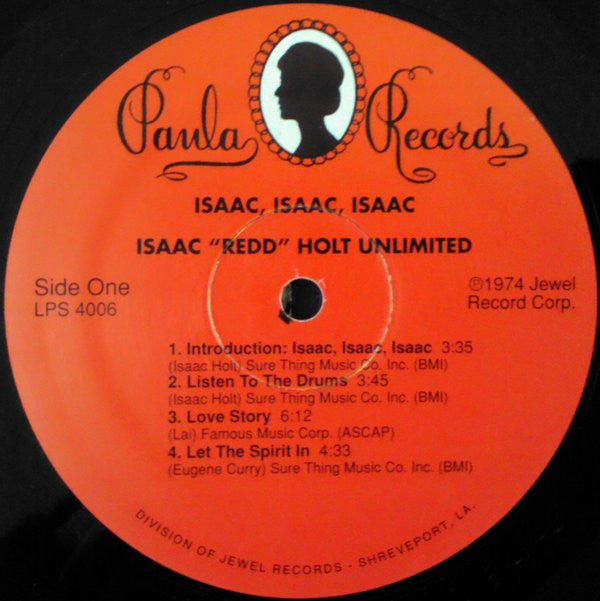 Paula Records
ISAAC, ISAAC, ISAAC
ISAAC "REDD" HOLT UNLIMITED
Side One
LPS 4006
℗1974 Jewel
Record Corp.
1. Introduction: Isaac, Isaac, Isaac 3:35
(Isaac Holt) Sure Thing Music Co. Inc. (BMI)
2. Listen To The Drums 3:45
(Isaac Holt) Sure Thing Music Co. Inc. (BMI)
3. Love Story 6:12
(Lai) Famous Music Corp. (ASCAP)
4. Let The Spirit In 4:33
(Eugene Curry) Sure Thing Music Co. Inc. (BMI)
DIVISION OF JEWEL RECORDS - SHREVEPORT, LA.